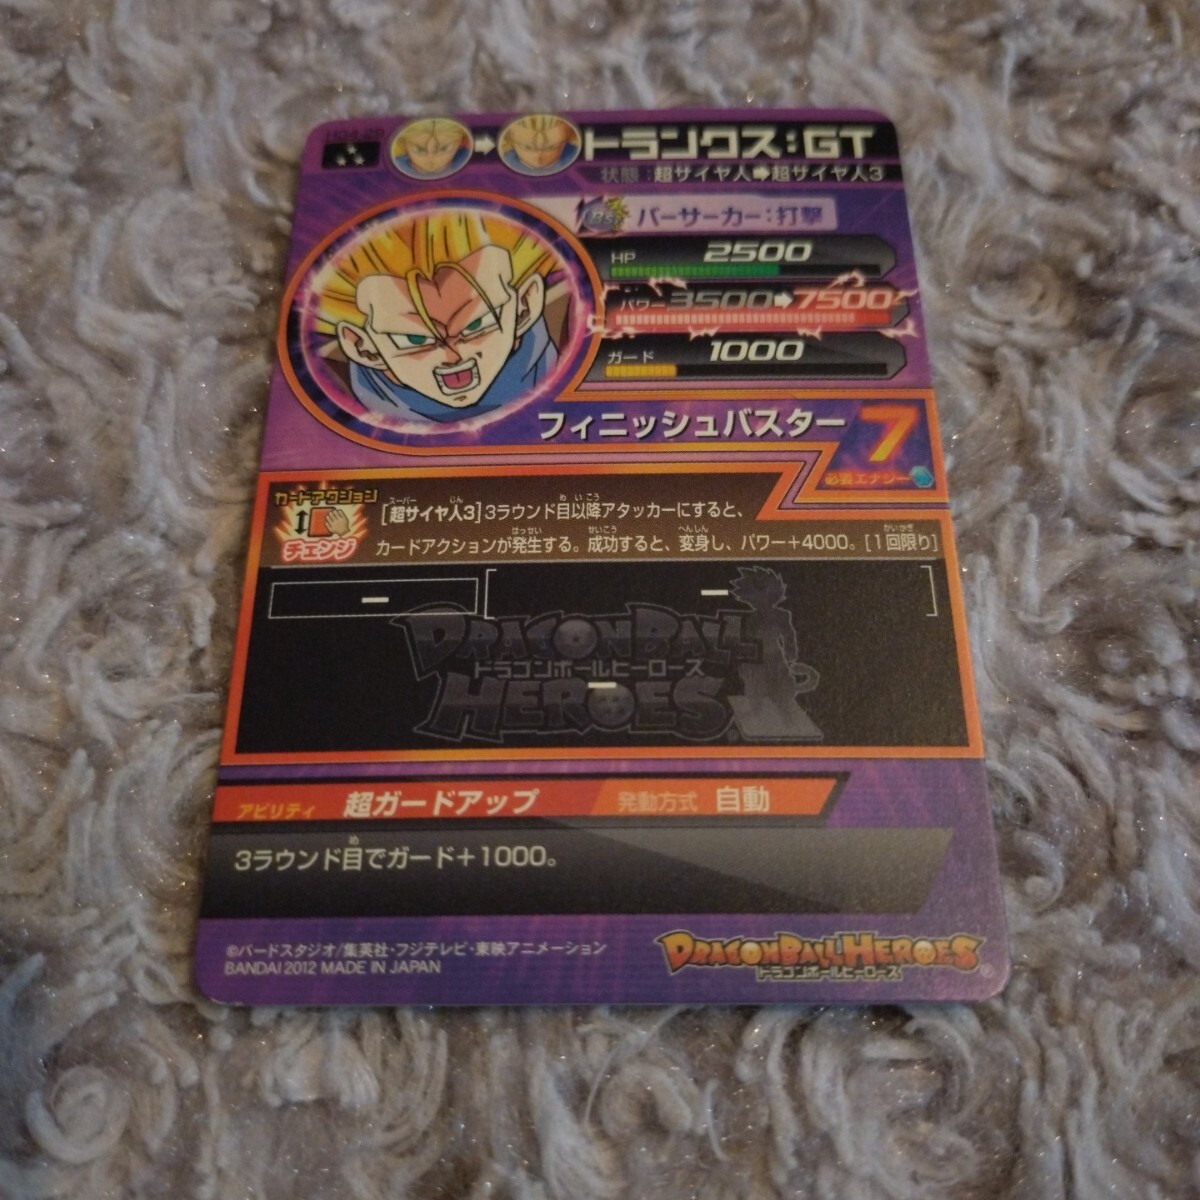 H04-20
トランクス：GT
状態：超サイヤ人➡超サイヤ人3
バーサーカー：打撃
HP 2500
パワー 3500➡7500
ガード 1000
フィニッシュバスター 7
必要エナジー
カードアクション
チェンジ
[超サイヤ人3]3ラウンド目以降アタッカーにすると、
カードアクションが発生する。成功すると、変身し、パワー+4000。[1回限り]
DRAGON BALL
ドラゴンボールヒーローズ
HEROES
アビリティ 超ガードアップ 発動方式 自動
3ラウンド目でガード+1000。
©バードスタジオ/集英社・フジテレビ・東映アニメーション
BANDAI 2012 MADE IN JAPAN
DRAGON BALL HEROES
ドラゴンボールヒーローズ